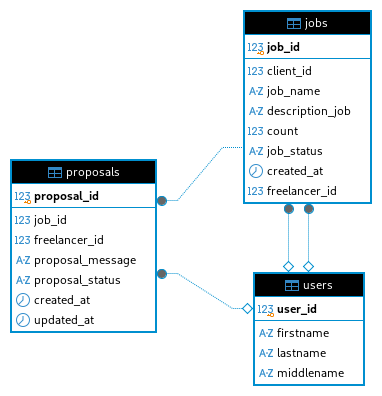 jobs
123 job_id
123 client_id
A-Z job_name
A-Z description_job
123 count
A-Z job_status
created_at
123 freelancer_id
proposals
123 proposal_id
123 job_id
123 freelancer_id
A-Z proposal_message
A-Z proposal_status
created_at
updated_at
users
123 user_id
A-Z firstname
A-Z lastname
A-Z middlename